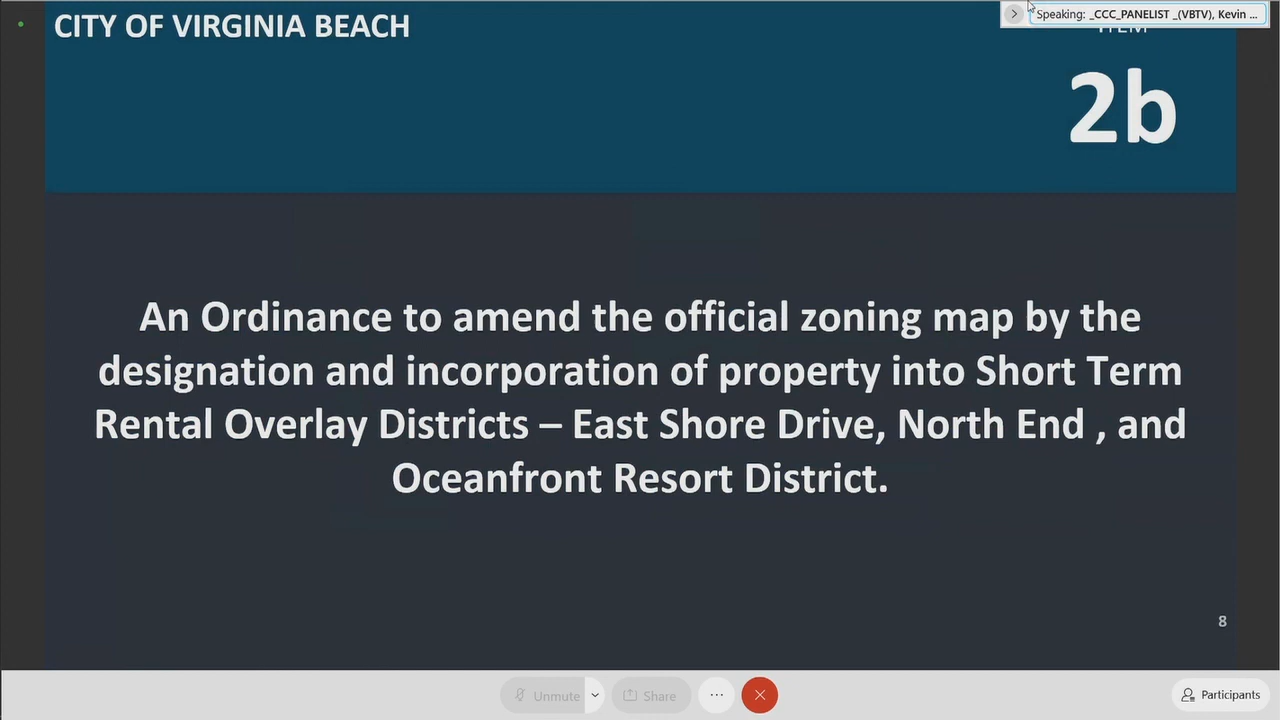 CITY OF VIRGINIA BEACH
Speaking: _CCC_PANELIST _(VBTV), Kevin ...
ITEM
2b
An Ordinance to amend the official zoning map by the
designation and incorporation of property into Short Term
Rental Overlay Districts – East Shore Drive, North End , and
Oceanfront Resort District.
8
Unmute
Share
Participants